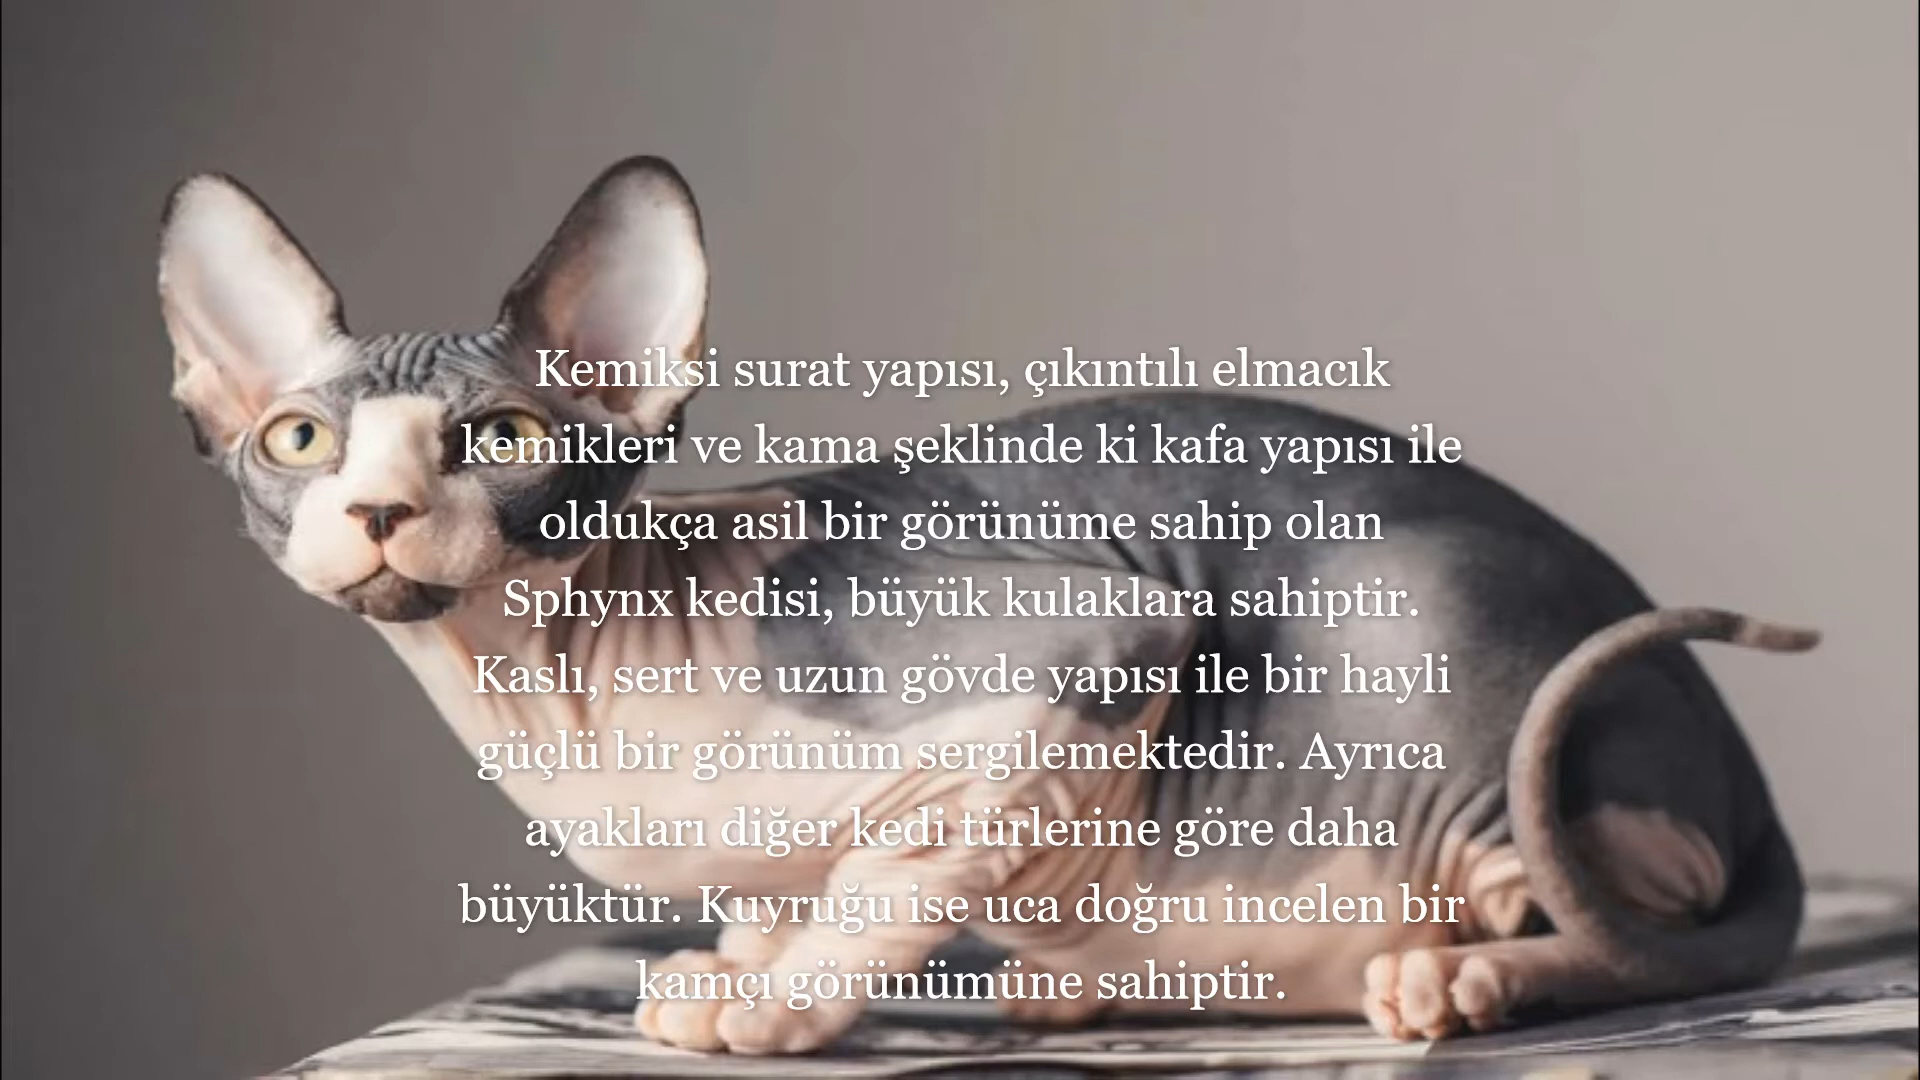 Kemiksi surat yapısı, çıkıntılı elmacık
kemikleri ve kama şeklinde ki kafa yapısı ile
oldukça asil bir görünüme sahip olan
Sphynx kedisi, büyük kulaklara sahiptir.
Kaslı, sert ve uzun gövde yapısı ile bir hayli
güçlü bir görünüm sergilemektedir. Ayrıca
ayakları diğer kedi türlerine göre daha
büyüktür. Kuyruğu ise uca doğru incelen bir
kamçı görünümüne sahiptir.